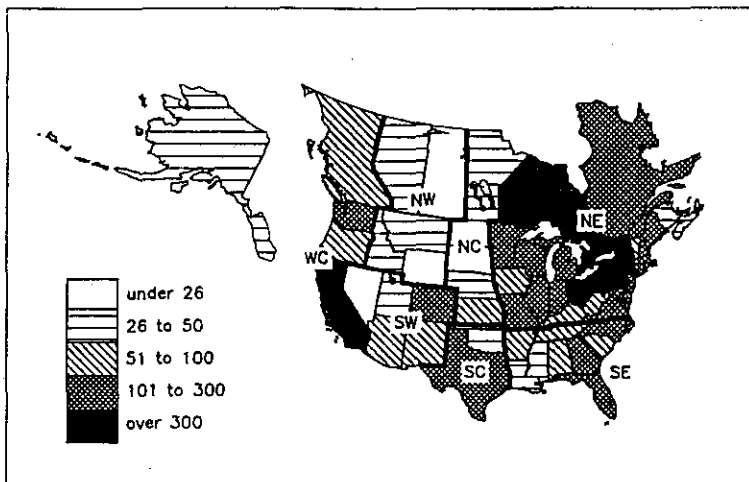 NW
NE
NC
WC
SW
SC
SE
under 26
26 to 50
51 to 100
101 to 300
over 300